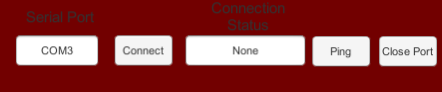 Serial Port
Connection
Status
COM3
Connect
None
Ping
Close Port